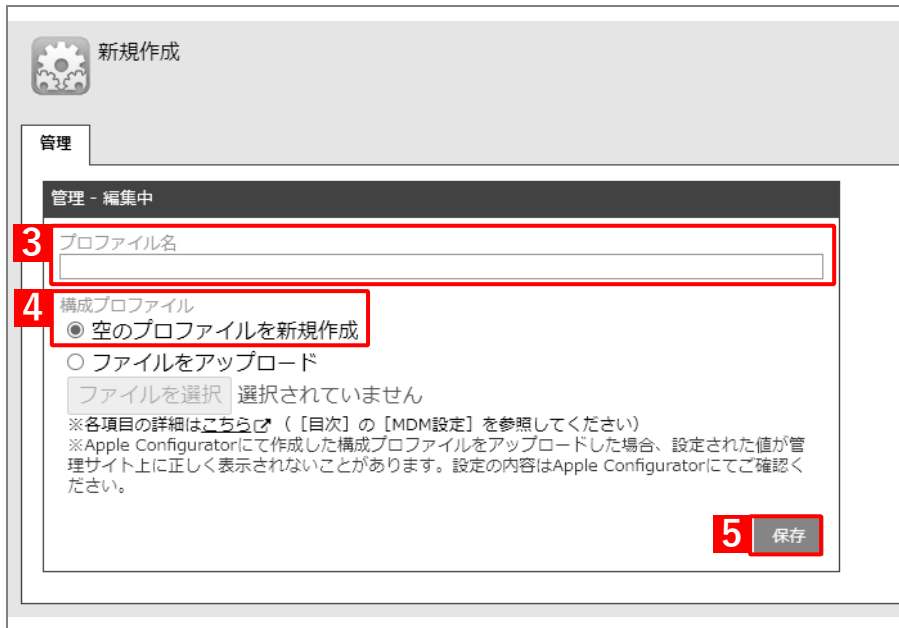 新規作成
管理
管理 - 編集中
3 プロファイル名
4 構成プロファイル
空のプロファイルを新規作成
ファイルをアップロード
ファイルを選択 選択されていません
※各項目の詳細はこちら（［目次］の［MDM設定］を参照してください）
※Apple Configuratorにて作成した構成プロファイルをアップロードした場合、設定された値が管
理サイト上に正しく表示されないことがあります。設定の内容はApple Configuratorにてご確認く
ださい。
5 保存